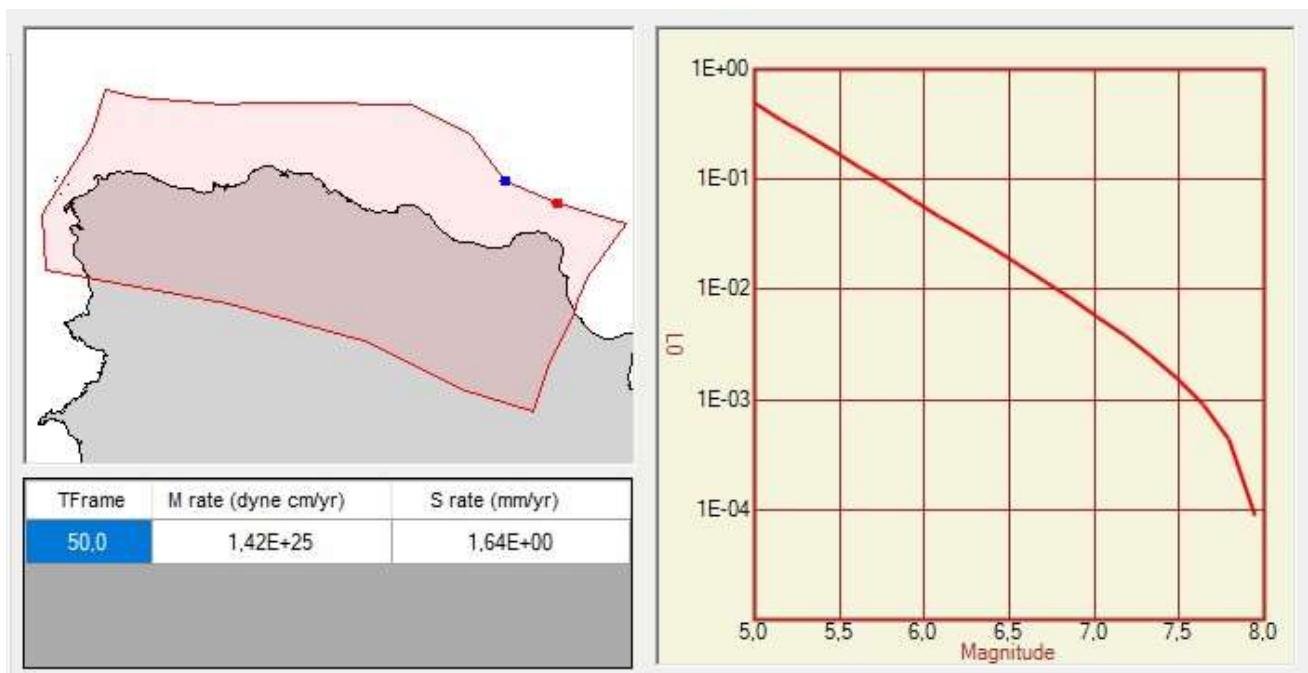 TFrame M rate (dyne cm/yr) S rate (mm/yr)
50,0 1,42E+25 1,64E+00
1E+00
1E-01
1E-02
1E-03
1E-04
L0
5,0 5,5 6,0 6,5 7,0 7,5 8,0
Magnitude